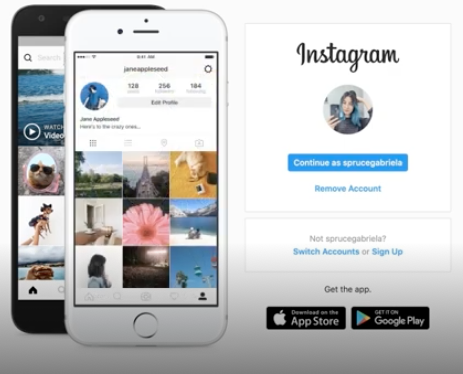 Search
WATCH
Video
9:41 AM
janeappleseed
128
256
184
posts
followers
following
Edit Profile
Jane Appleseed
Here's to the crazy ones...
Instagram
Continue as sprucegabriela
Remove Account
Not sprucegabriela?
Switch Accounts or Sign Up
Get the app.
Download on the
App Store
GET IT ON
Google Play